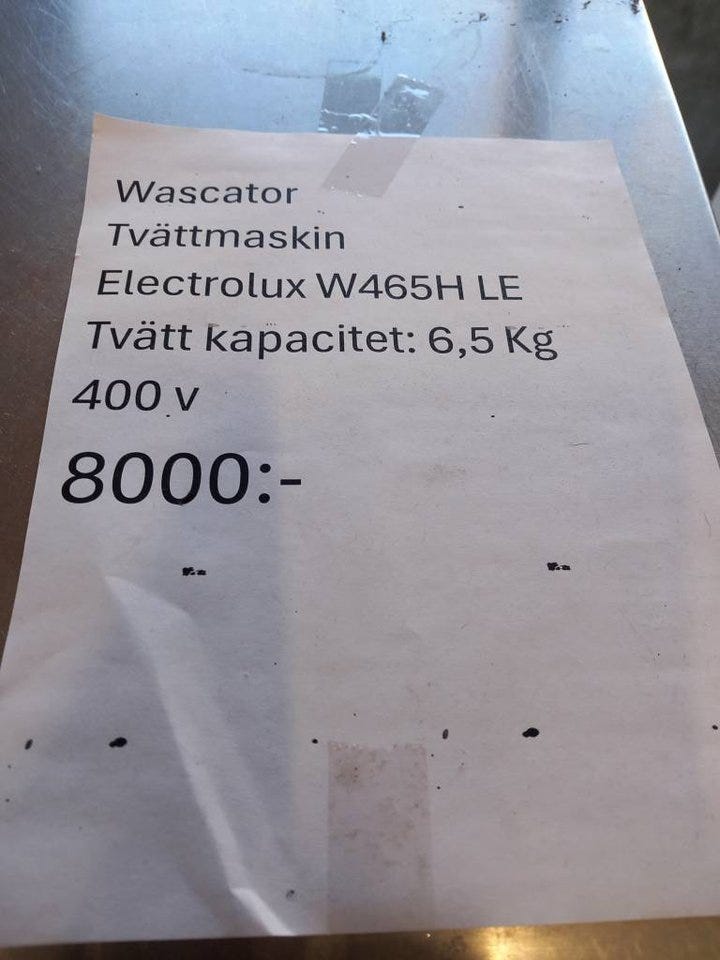 Wascator
Tvättmaskin
Electrolux W465H LE
Tvätt kapacitet: 6,5 Kg
400 v
8000:-